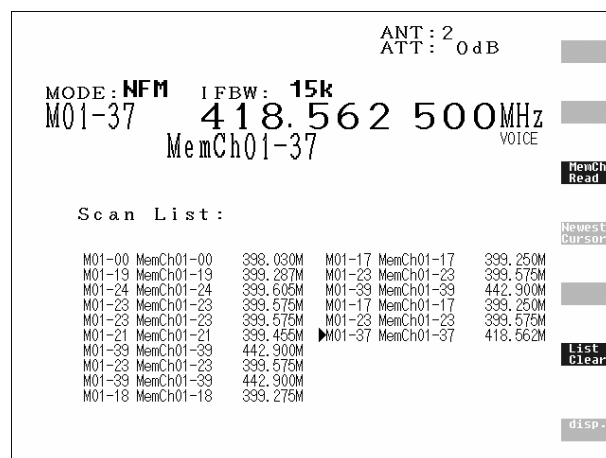 ANT:2
ATT: 0dB
MODE:NFM IFBW: 15k
M01-37 418.562 500MHz
MemCh01-37 VOICE
MemCh
Read
Scan List:
Newest
Cursor
M01-00 MemCh01-00 398.030M M01-17 MemCh01-17 399.250M
M01-19 MemCh01-19 399.287M M01-23 MemCh01-23 399.575M
M01-24 MemCh01-24 399.605M M01-39 MemCh01-39 442.900M
M01-23 MemCh01-23 399.575M M01-17 MemCh01-17 399.250M
M01-23 MemCh01-23 399.575M M01-23 MemCh01-23 399.575M
M01-21 MemCh01-21 399.455M ▶M01-37 MemCh01-37 418.562M
M01-39 MemCh01-39 442.900M
M01-23 MemCh01-23 399.575M
M01-39 MemCh01-39 442.900M
M01-18 MemCh01-18 399.275M
List
Clear
disp.